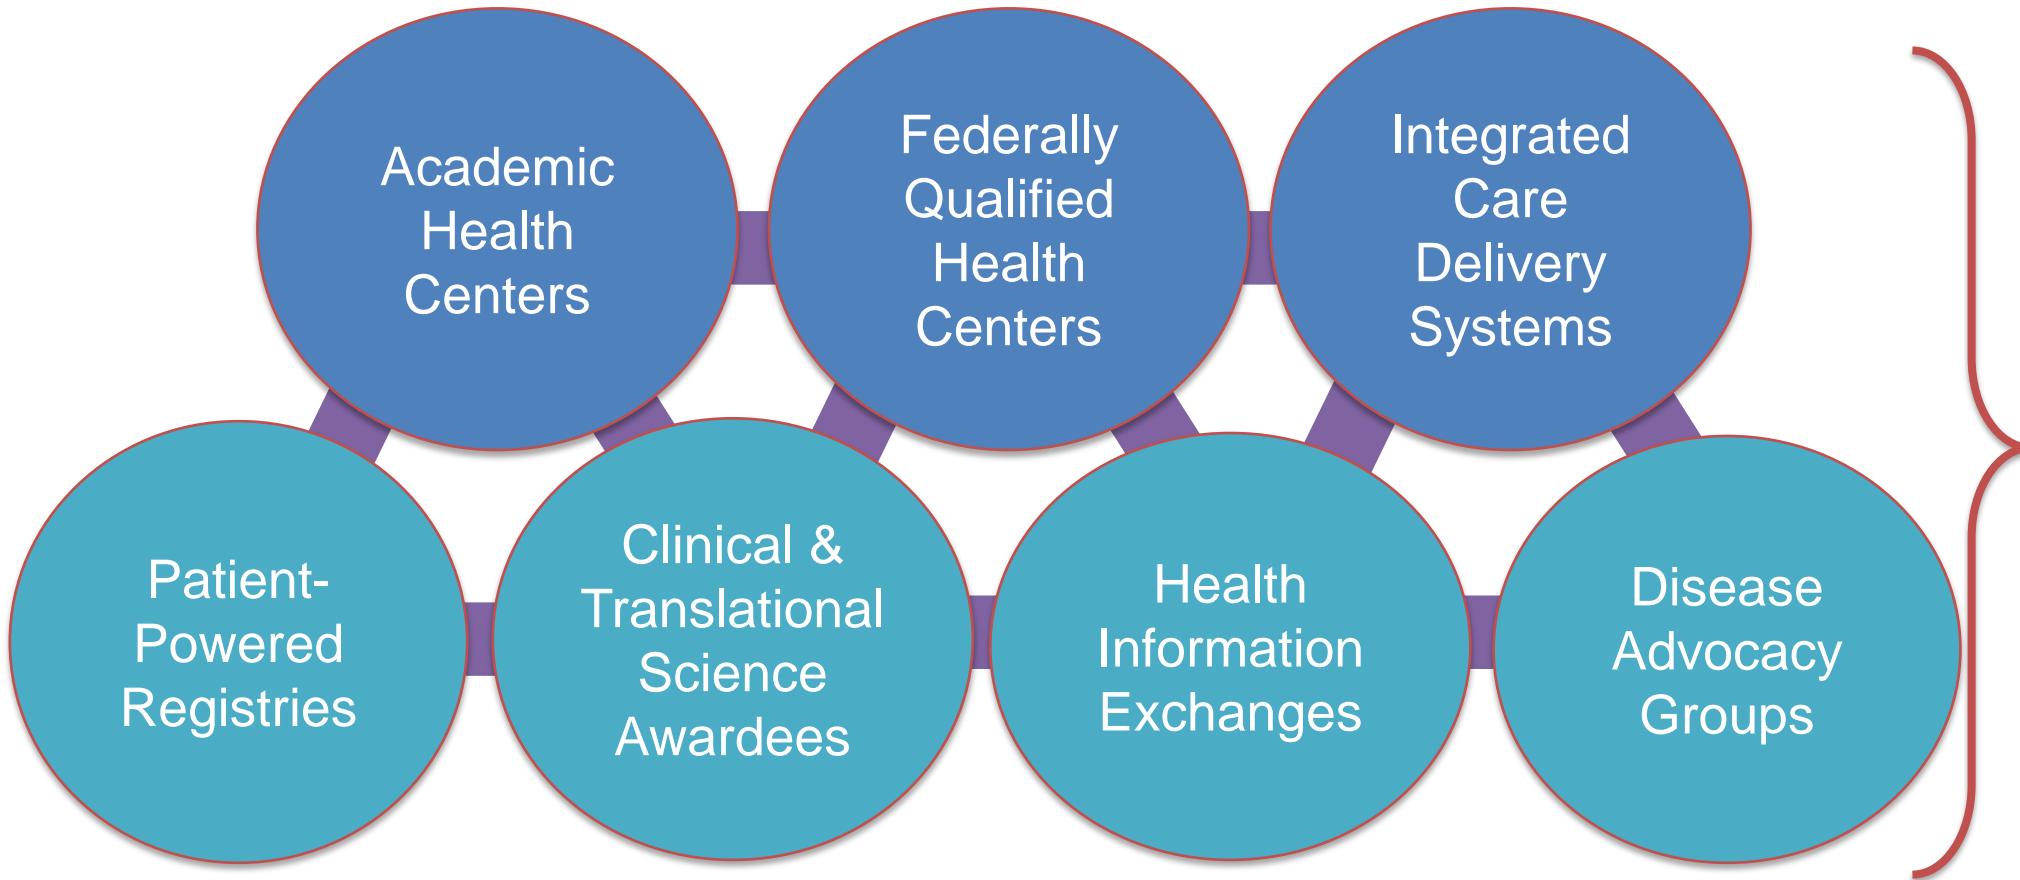 Academic
Health
Centers
Federally
Qualified
Health
Centers
Integrated
Care
Delivery
Systems
Patient-
Powered
Registries
Clinical &
Translational
Science
Awardees
Health
Information
Exchanges
Disease
Advocacy
Groups